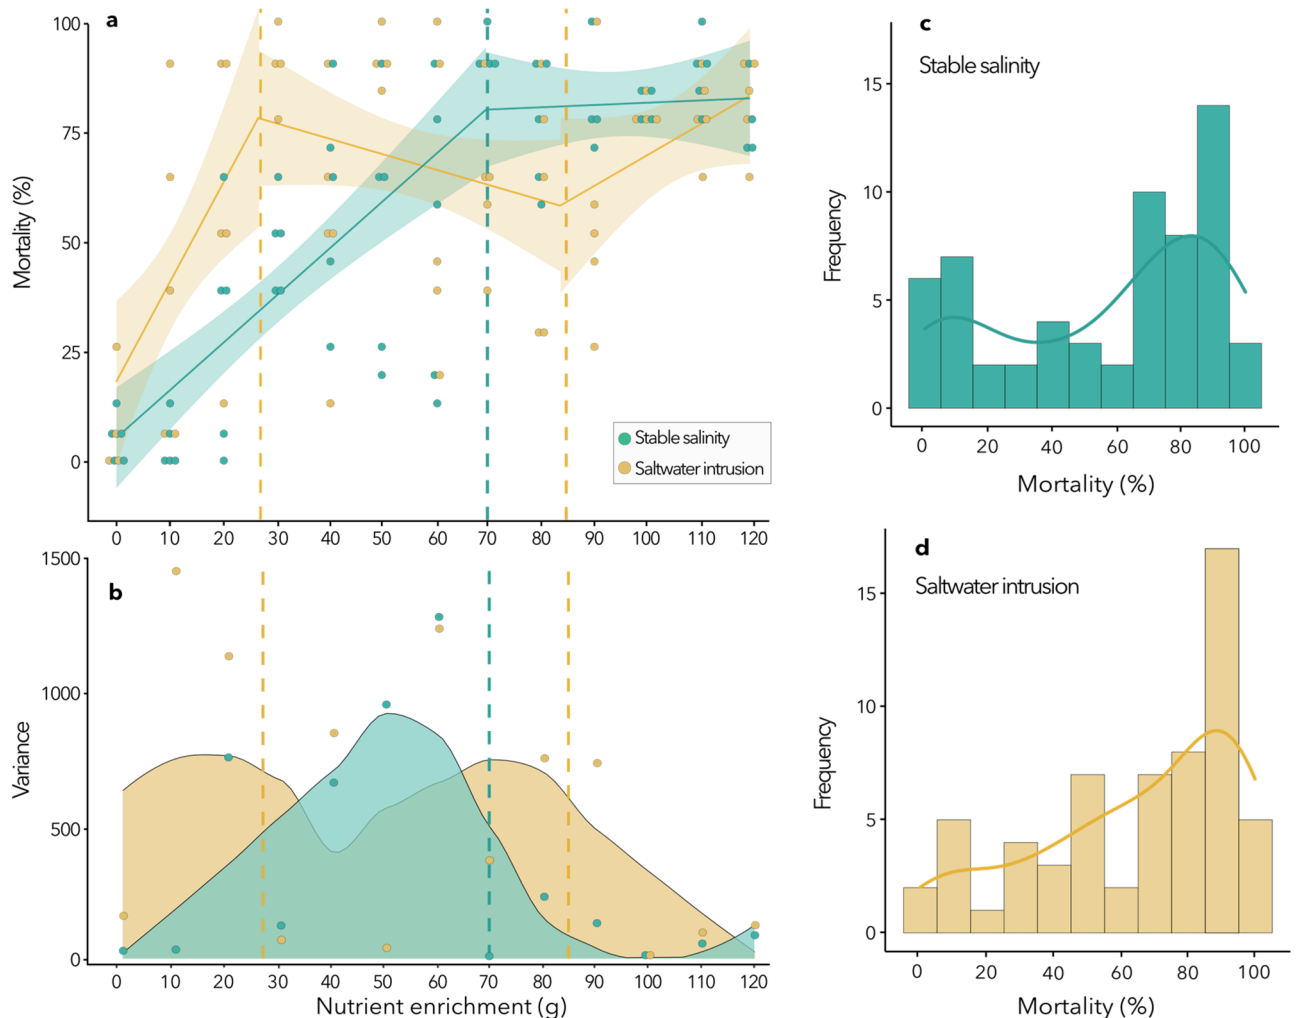 a
100
75
50
25
0
Mortality (%)
Stable salinity
Saltwater intrusion
0 10 20 30 40 50 60 70 80 90 100 110 120
b
1500
1000
500
0
Variance
0 10 20 30 40 50 60 70 80 90 100 110 120
Nutrient enrichment (g)
c
Stable salinity
15
10
5
0
Frequency
0 20 40 60 80 100
Mortality (%)
d
Saltwater intrusion
15
10
5
0
Frequency
0 20 40 60 80 100
Mortality (%)